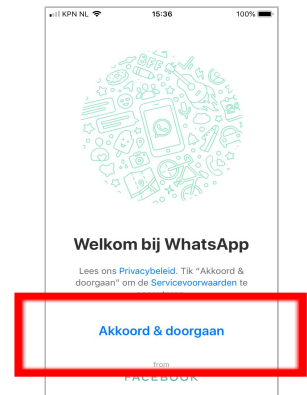 KPN NL 15:36 100%
Welkom bij WhatsApp
Lees ons Privacybeleid. Tik "Akkoord &
doorgaan" om de Servicevoorwaarden te
Akkoord & doorgaan
from
FACEBOOK